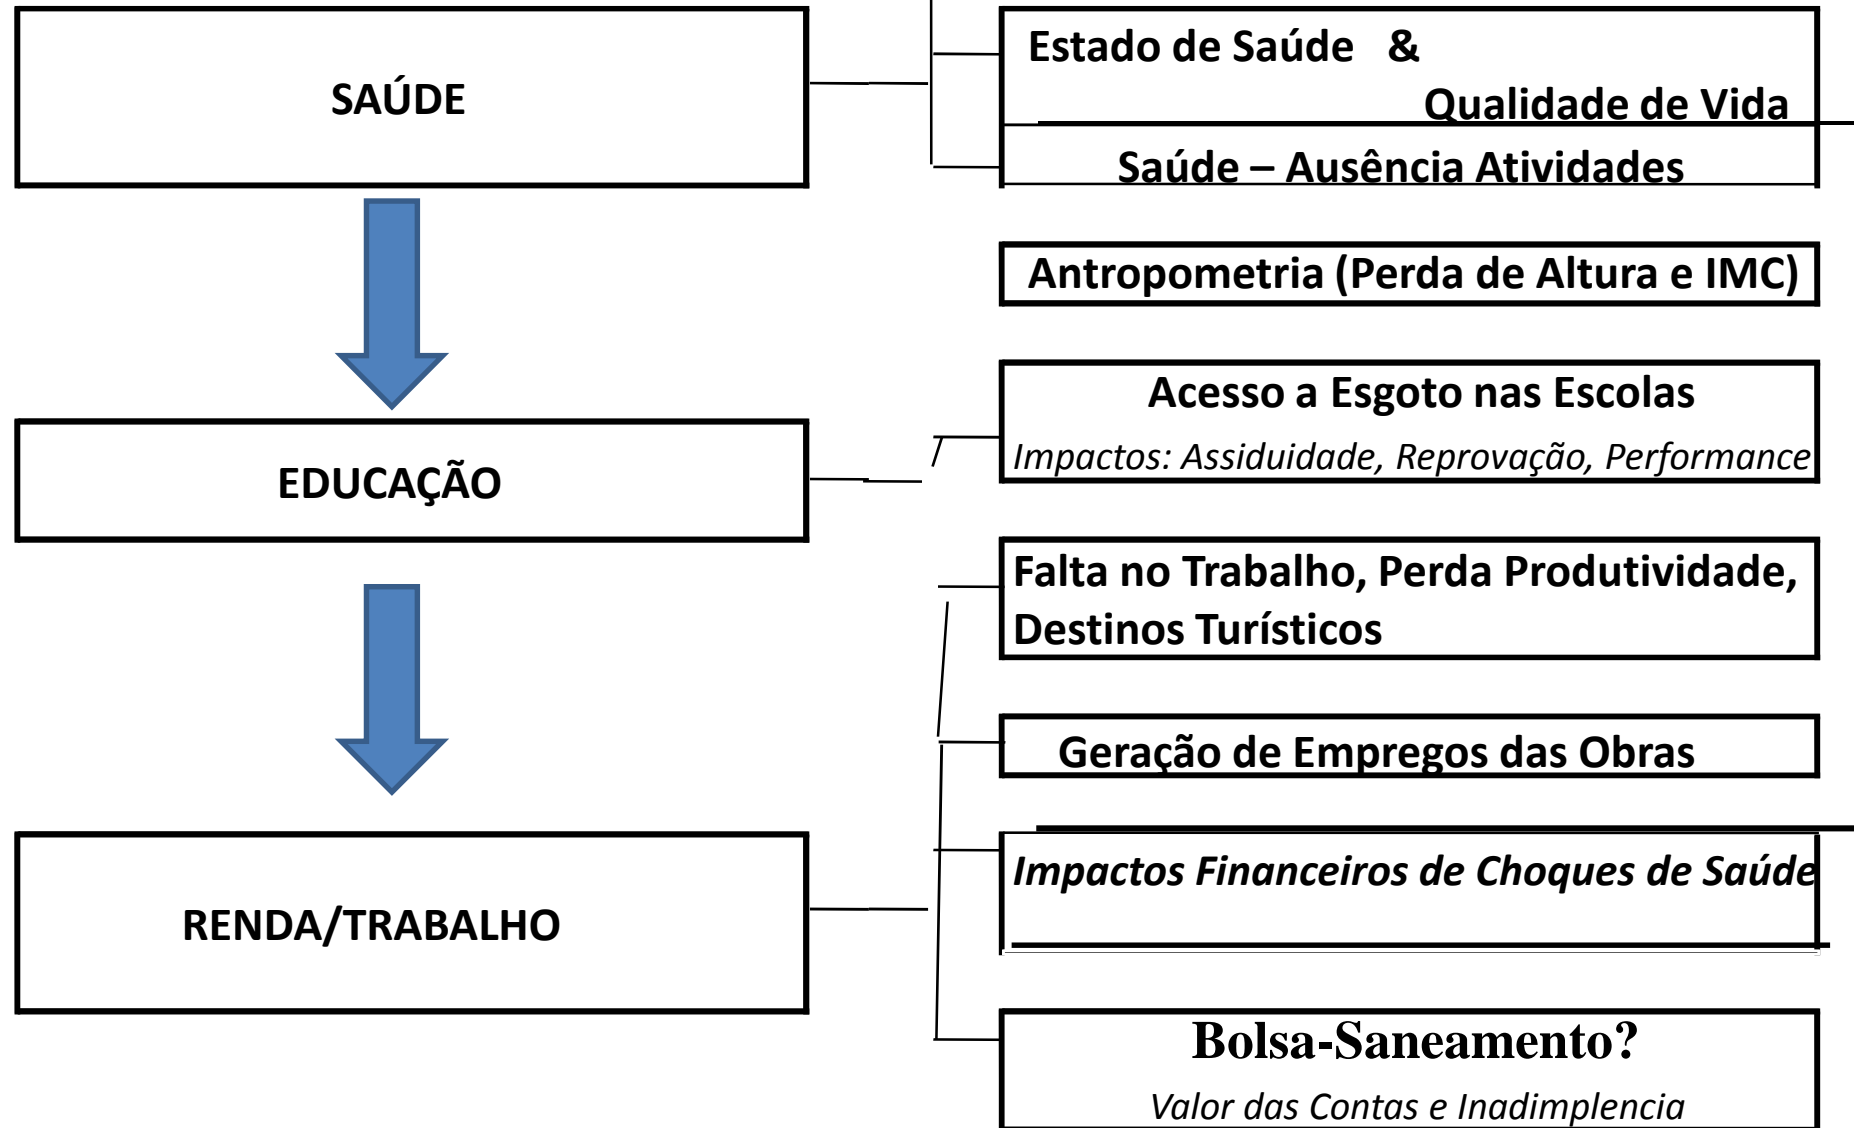 SAÚDE
Estado de Saúde &
Qualidade de Vida
Saúde – Ausência Atividades
Antropometria (Perda de Altura e IMC)
EDUCAÇÃO
Acesso a Esgoto nas Escolas
Impactos: Assiduidade, Reprovação, Performance
Falta no Trabalho, Perda Produtividade,
Destinos Turísticos
Geração de Empregos das Obras
RENDA/TRABALHO
Impactos Financeiros de Choques de Saúde
Bolsa-Saneamento?
Valor das Contas e Inadimplencia